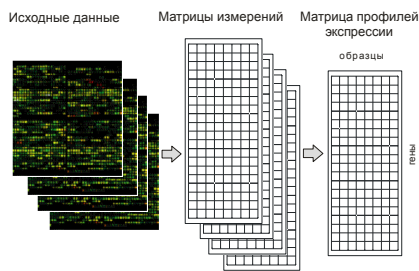 Исходные данные
Матрицы измерений
Матрица профилей
экспрессии
образцы
гены